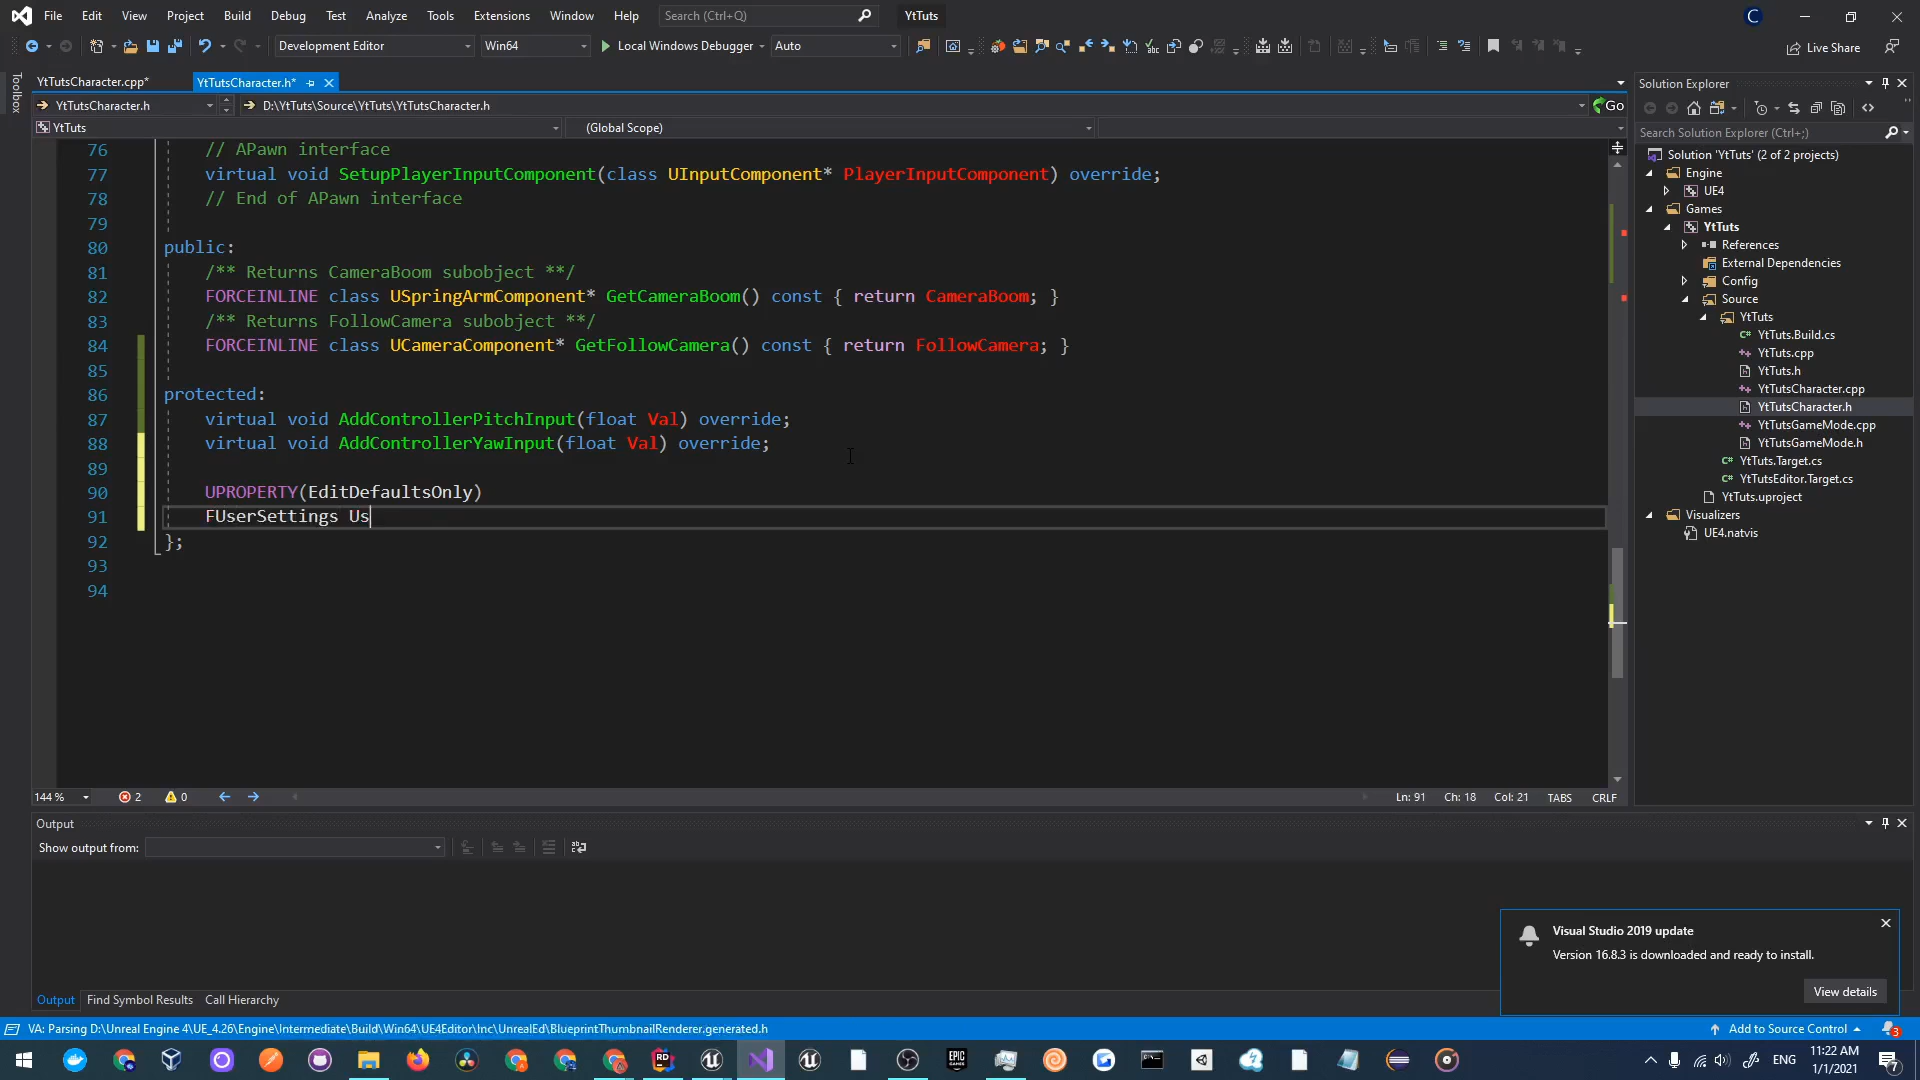 File Edit View Project Build Debug Test Analyze Tools Extensions Window Help Search (Ctrl+Q) YtTuts C
Development Editor Win64 Local Windows Debugger Auto Live Share
Toolbox
YtTutsCharacter.cpp* YtTutsCharacter.h*
YtTutsCharacter.h D:\YtTuts\Source\YtTuts\YtTutsCharacter.h Go
YtTuts (Global Scope)
76 // APawn interface
77 virtual void SetupPlayerInputComponent(class UInputComponent* PlayerInputComponent) override;
78 // End of APawn interface
79
80 public:
81 /** Returns CameraBoom subobject **/
82 FORCEINLINE class USpringArmComponent* GetCameraBoom() const { return CameraBoom; }
83 /** Returns FollowCamera subobject **/
84 FORCEINLINE class UCameraComponent* GetFollowCamera() const { return FollowCamera; }
85
86 protected:
87 virtual void AddControllerPitchInput(float Val) override;
88 virtual void AddControllerYawInput(float Val) override;
89
90 UPROPERTY(EditDefaultsOnly)
91 FUserSettings Us
92 };
93
94
144 % 2 0 Ln: 91 Ch: 18 Col: 21 TABS CRLF
Solution Explorer
Search Solution Explorer (Ctrl+;)
Solution 'YtTuts' (2 of 2 projects)
Engine
UE4
Games
YtTuts
References
External Dependencies
Config
Source
YtTuts
YtTuts.Build.cs
YtTuts.cpp
YtTuts.h
YtTutsCharacter.cpp
YtTutsCharacter.h
YtTutsGameMode.cpp
YtTutsGameMode.h
YtTuts.Target.cs
YtTutsEditor.Target.cs
YtTuts.uproject
Visualizers
UE4.natvis
Output
Show output from:
Visual Studio 2019 update
Version 16.8.3 is downloaded and ready to install.
View details
Output Find Symbol Results Call Hierarchy
VA: Parsing D:\Unreal Engine 4\UE_4.26\Engine\Intermediate\Build\Win64\UE4Editor\Inc\UnrealEd\BlueprintThumbnailRenderer.generated.h Add to Source Control 3
RD EPIC GAMES ENG 11:22 AM 7
1/1/2021